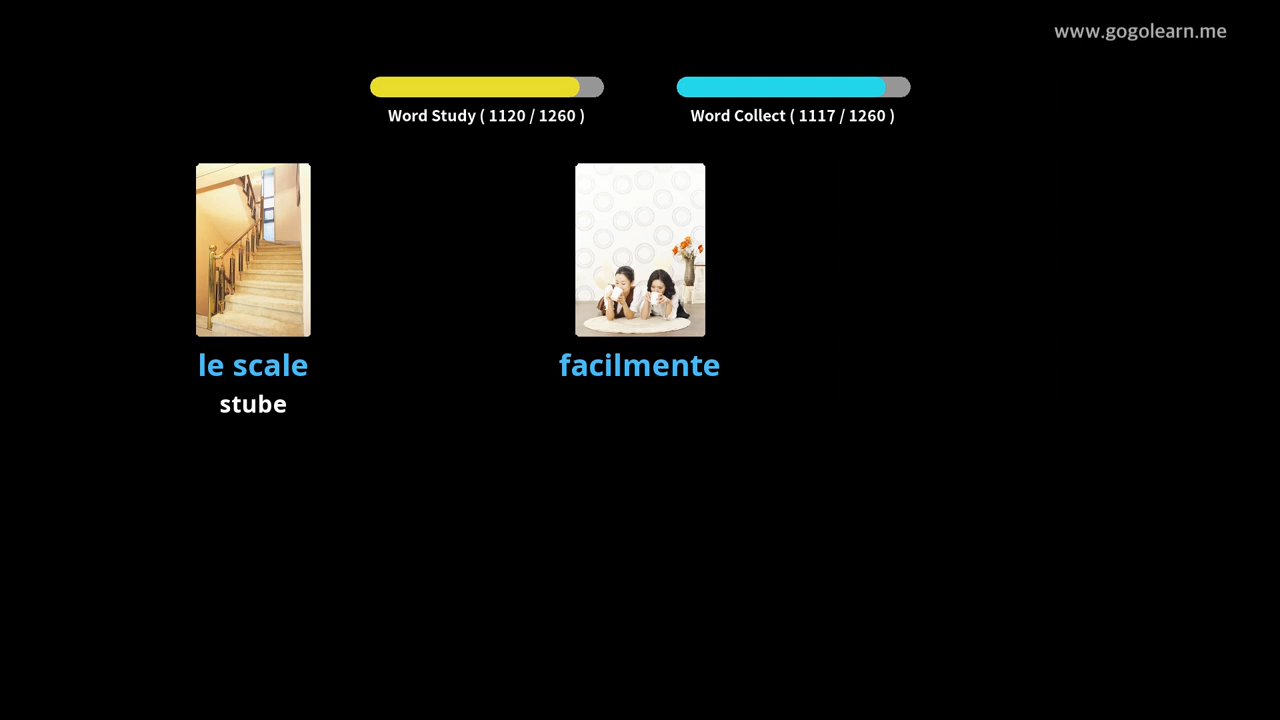 www.gogolearn.me
Word Study ( 1120 / 1260 )
Word Collect ( 1117 / 1260 )
le scale
stube
facilmente